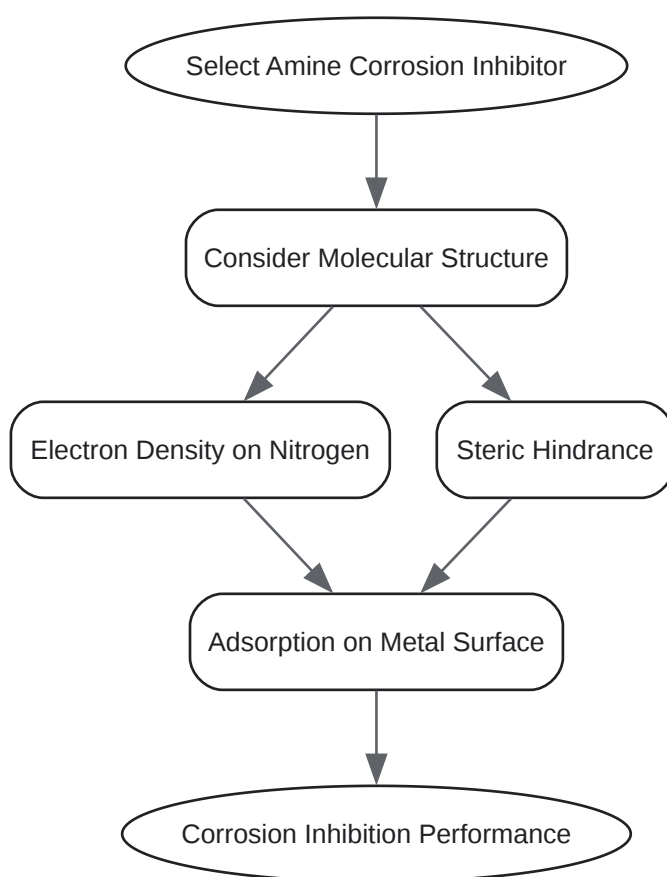 Select Amine Corrosion Inhibitor
Consider Molecular Structure
Electron Density on Nitrogen
Steric Hindrance
Adsorption on Metal Surface
Corrosion Inhibition Performance